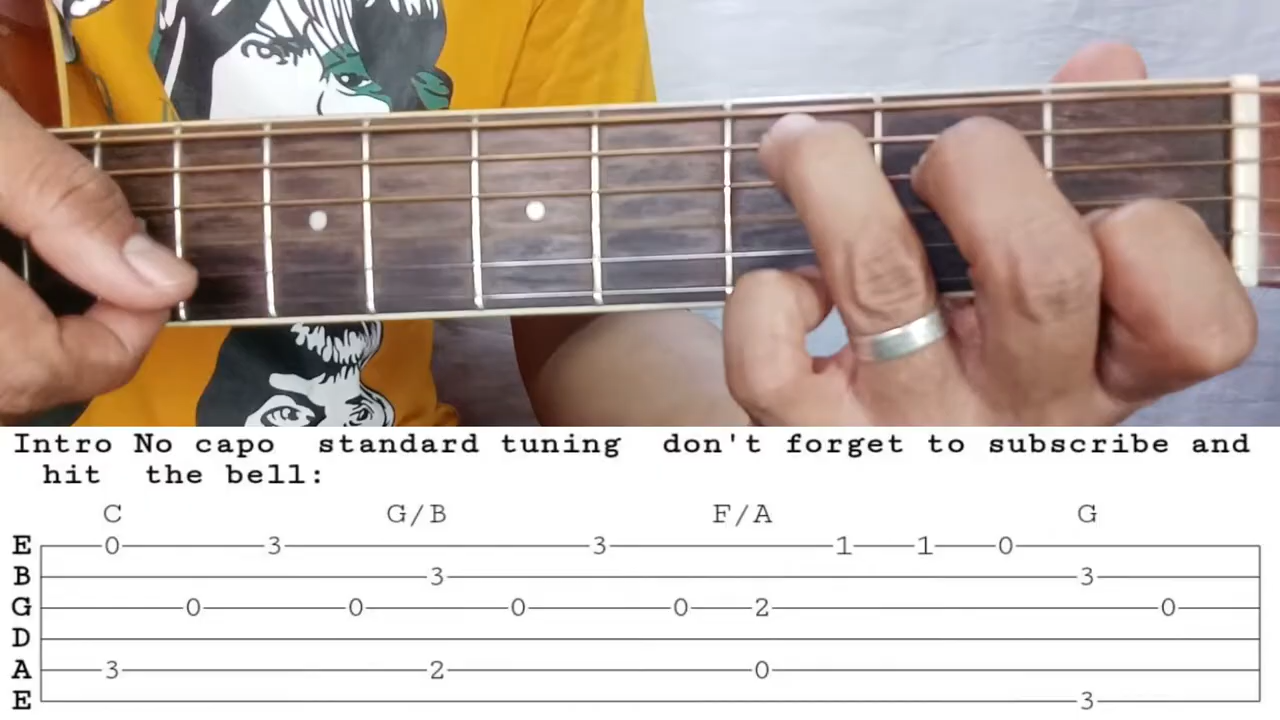 Intro No capo standard tuning don't forget to subscribe and
hit the bell:
C G/B F/A G
E 0 3 3 1 1 0
B 3 3
G 0 0 0 0 2 0
D
A 3 2 0
E 3